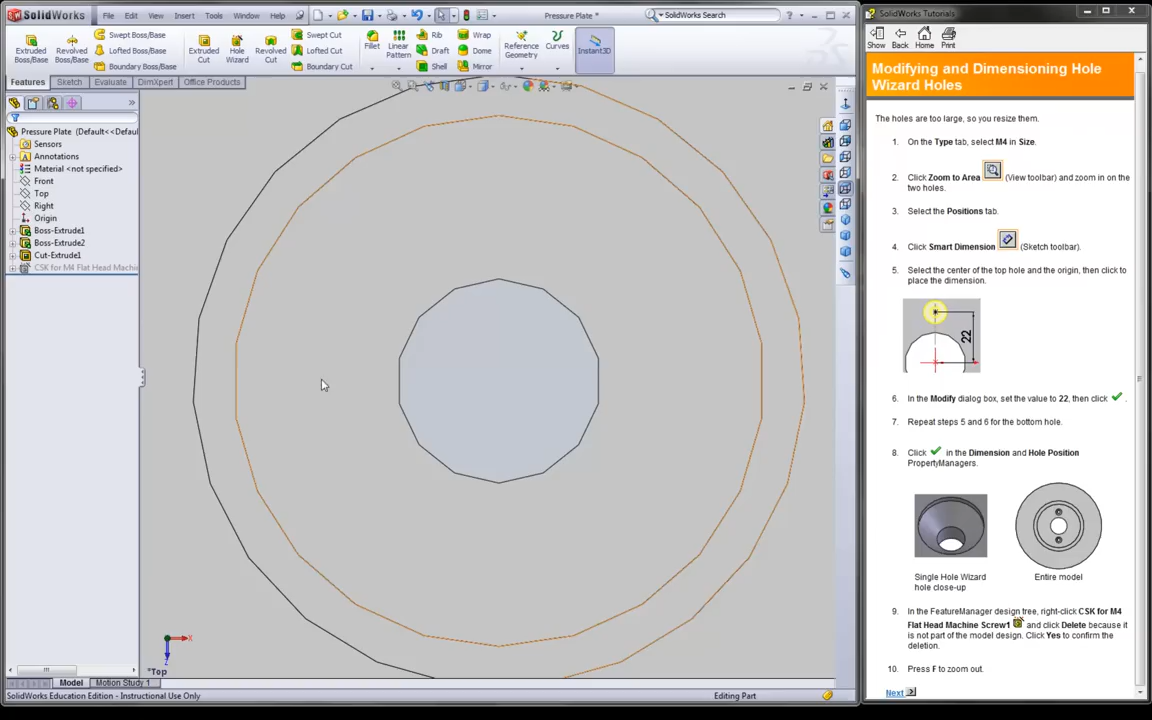 SolidWorks File Edit View Insert Tools Window Help Pressure Plate * SolidWorks Search
Extruded Boss/Base
Revolved Boss/Base
Swept Boss/Base
Lofted Boss/Base
Boundary Boss/Base
Extruded Cut
Hole Wizard
Revolved Cut
Swept Cut
Lofted Cut
Boundary Cut
Fillet
Linear Pattern
Rib
Draft
Shell
Wrap
Dome
Mirror
Reference Geometry
Curves
Instant3D
Features Sketch Evaluate DimXpert Office Products
Pressure Plate (Default<<Defau
Sensors
Annotations
Material <not specified>
Front
Top
Right
Origin
Boss-Extrude1
Boss-Extrude2
Cut-Extrude1
CSK for M4 Flat Head Machine
X
Z
*Top
Model Motion Study 1
SolidWorks Education Edition - Instructional Use Only Editing Part
SolidWorks Tutorials
Show Back Home Print
Modifying and Dimensioning Hole
Wizard Holes
The holes are too large, so you resize them.
1. On the Type tab, select M4 in Size.
2. Click Zoom to Area (View toolbar) and zoom in on the
two holes.
3. Select the Positions tab.
4. Click Smart Dimension (Sketch toolbar).
5. Select the center of the top hole and the origin, then click to
place the dimension.
22
6. In the Modify dialog box, set the value to 22, then click .
7. Repeat steps 5 and 6 for the bottom hole.
8. Click in the Dimension and Hole Position
PropertyManagers.
Single Hole Wizard
hole close-up
Entire model
9. In the FeatureManager design tree, right-click CSK for M4
Flat Head Machine Screw1 and click Delete because it
is not part of the model design. Click Yes to confirm the
deletion.
10. Press F to zoom out.
Next